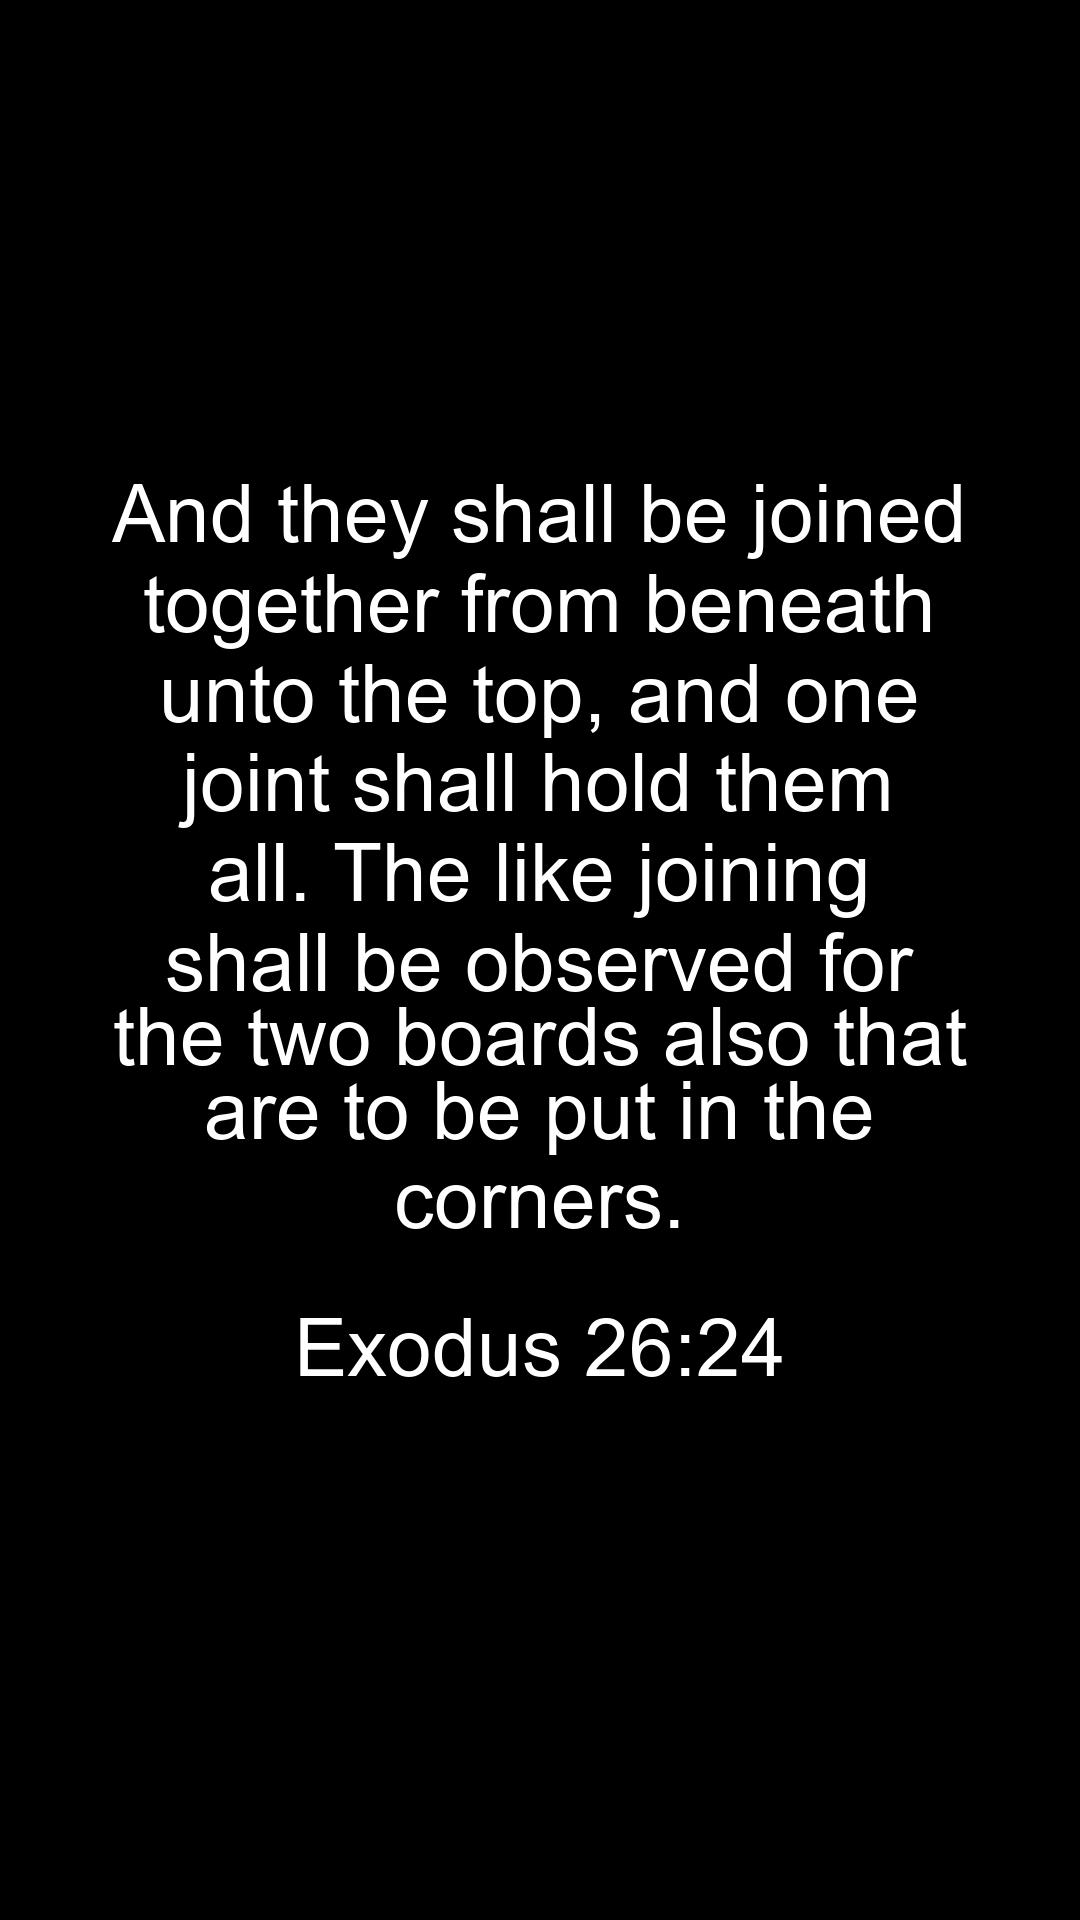 And they shall be joined
together from beneath
unto the top, and one
joint shall hold them
all. The like joining
shall be observed for
the two boards also that
are to be put in the
corners.
Exodus 26:24